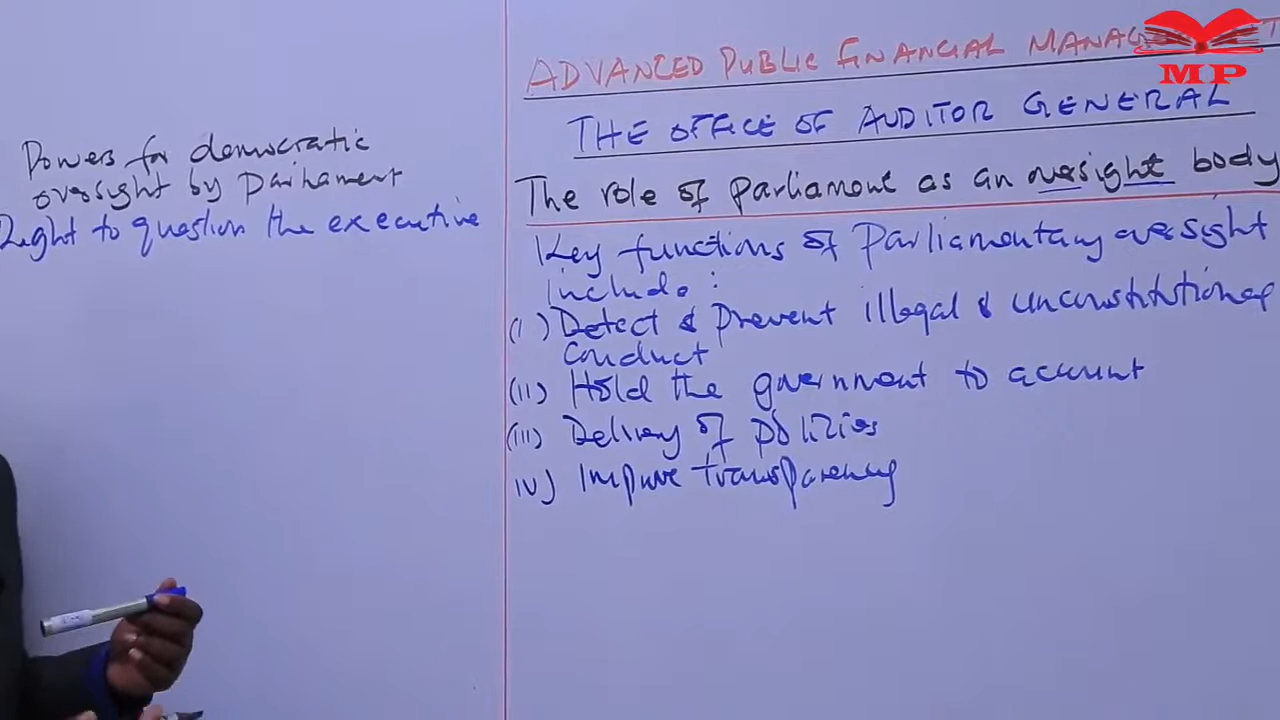 Powers for democratic
oversight by parliament
Right to question the executive
ADVANCED PUBLIC FINANCIAL MANAGEMENT
THE OFFICE OF AUDITOR GENERAL
The role of parliament as an oversight body
Key functions of Parliamentary oversight
include:
(i) Detect & prevent illegal & unconstitutional
conduct
(ii) Hold the government to account
(iii) Delivery of policies
iv) Improve transparency
MP